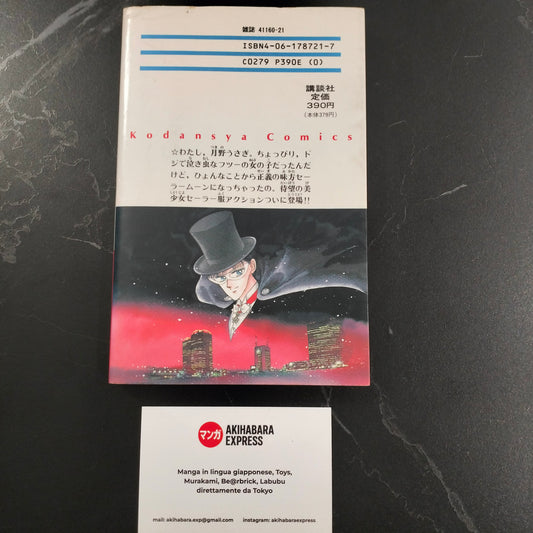 雑誌 41160-21
ISBN4-06-178721-7
C0279 P390E (0)
講談社
定価
390円
(本体379円)
Kodansya Comics
☆わたし，月野うさぎ。ちょっぴり，ド
ジで泣き虫なフツーの女の子だったんだ
けど，ひょんなことから正義の味方セー
ラームーンになっちゃったの。待望の美
少女セーラー服アクションついに登場!!
マンガ
AKIHABARA
EXPRESS
Manga in lingua giapponese, Toys,
Murakami, Be@rbrick, Labubu
direttamente da Tokyo
mail: akihabara.exp@gmail.com instagram: akihabaraexpress